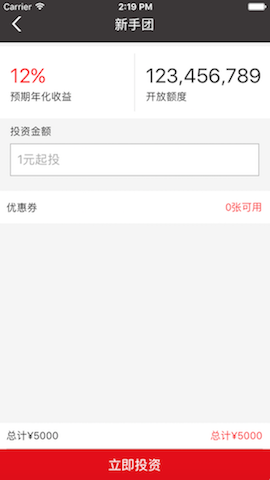 Carrier 2:19 PM
新手团
12% 123,456,789
预期年化收益 开放额度
投资金额
1元起投
优惠券 0张可用
总计¥5000 总计¥5000
立即投资